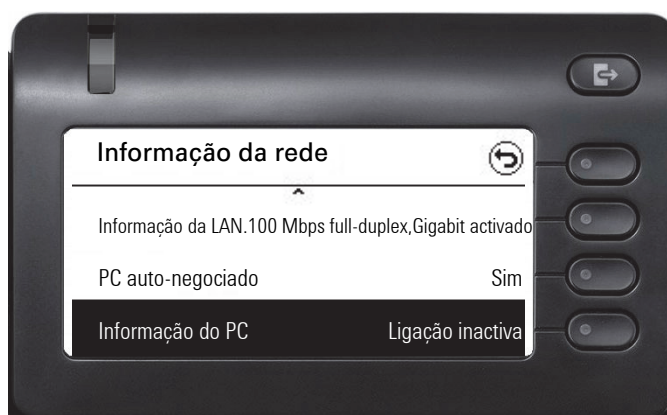 Informação da rede
Informação da LAN.100 Mbps full-duplex,Gigabit activado
PC auto-negociado Sim
Informação do PC Ligação inactiva